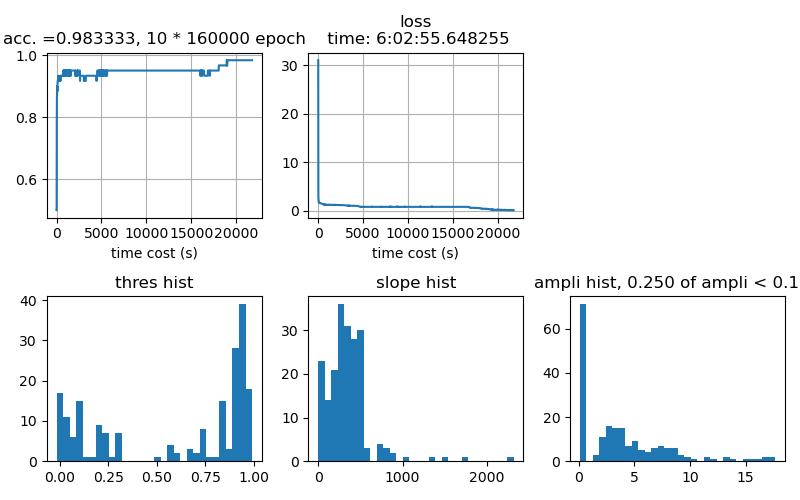 acc. =0.983333, 10 * 160000 epoch
loss
time: 6:02:55.648255
1.0
0.8
0.6
0 5000 10000 15000 20000
time cost (s)
30
20
10
0
0 5000 10000 15000 20000
time cost (s)
thres hist
40
30
20
10
0
0.00 0.25 0.50 0.75 1.00
slope hist
30
20
10
0
0 1000 2000
ampli hist, 0.250 of ampli < 0.1
60
40
20
0
0 5 10 15